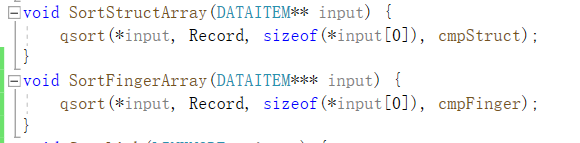 void SortStructArray(DATAITEM** input) {
    qsort(*input, Record, sizeof(*input[0]), cmpStruct);
}
void SortFingerArray(DATAITEM*** input) {
    qsort(*input, Record, sizeof(*input[0]), cmpFinger);
}